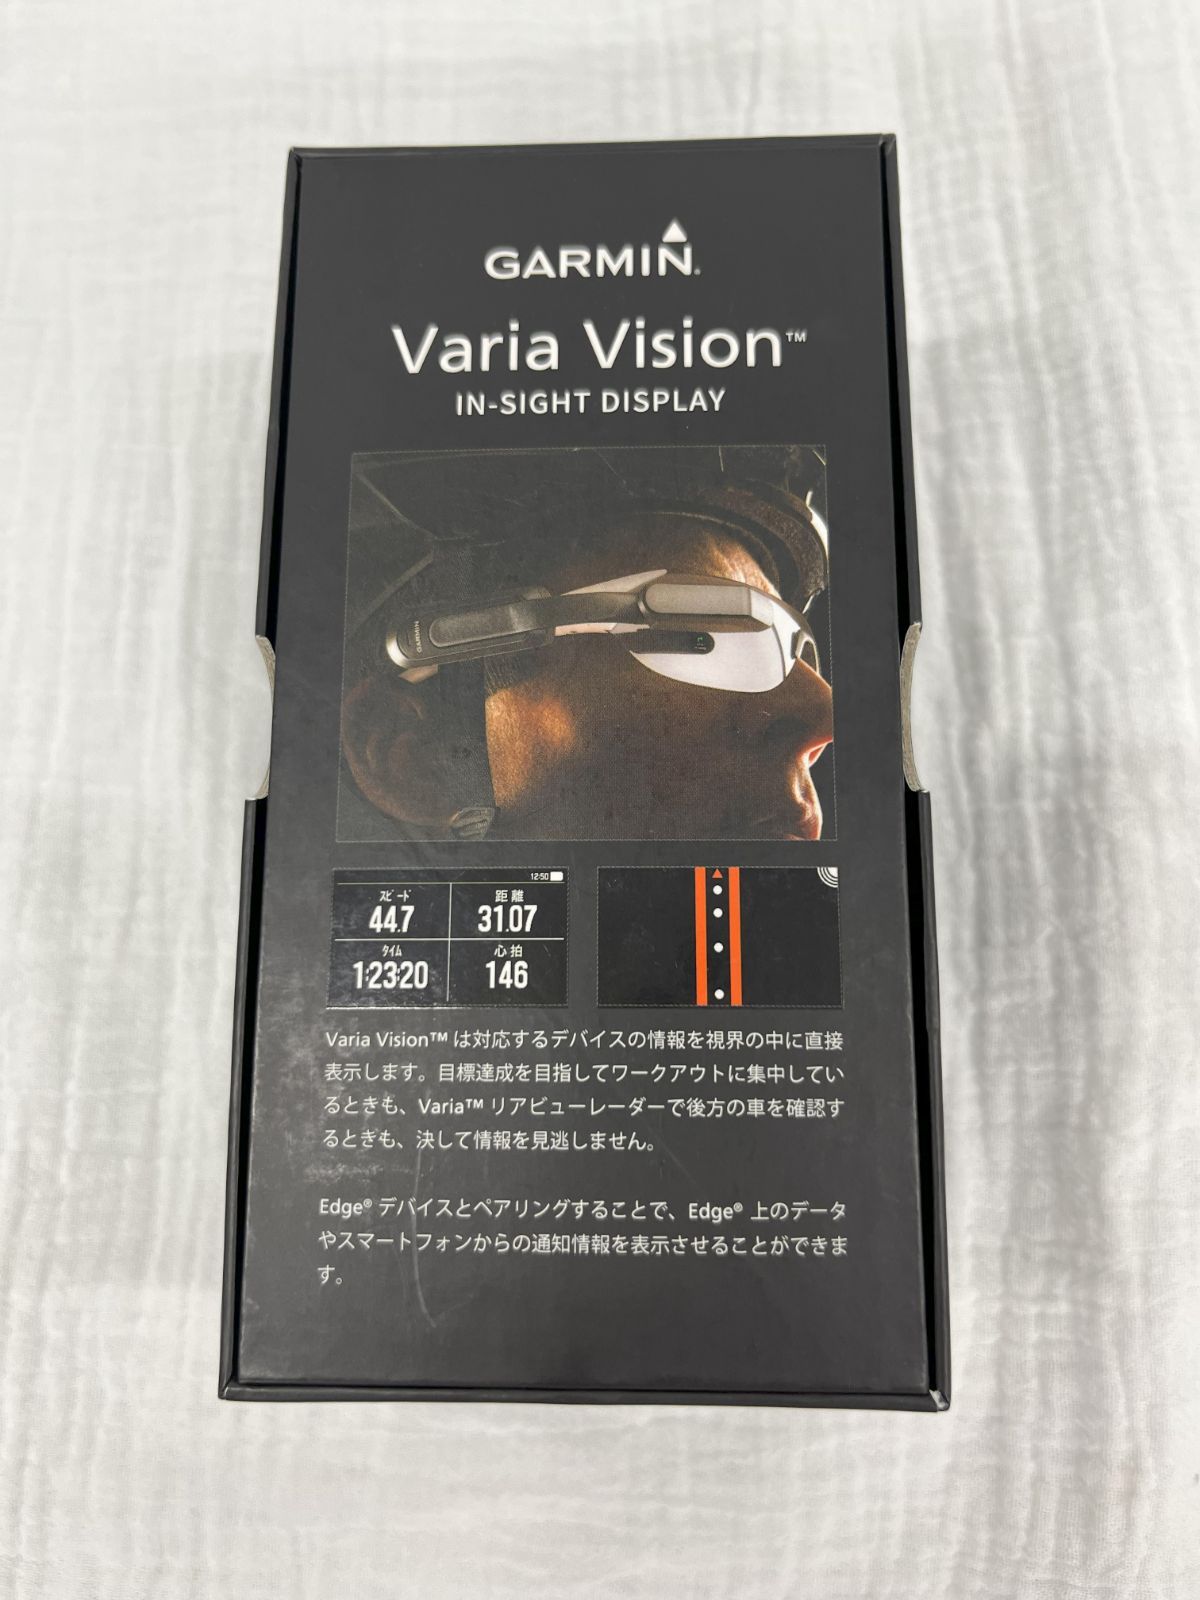 GARMIN
Varia Vision™
IN-SIGHT DISPLAY
GARMIN
12:50
スピード
44.7
距離
31.07
タイム
1:23:20
心拍
146
Varia Vision™ は対応するデバイスの情報を視界の中に直接
表示します。目標達成を目指してワークアウトに集中してい
るときも、Varia™ リアビューレーダーで後方の車を確認す
るときも、決して情報を見逃しません。
Edge® デバイスとペアリングすることで、Edge® 上のデータ
やスマートフォンからの通知情報を表示させることができま
す。